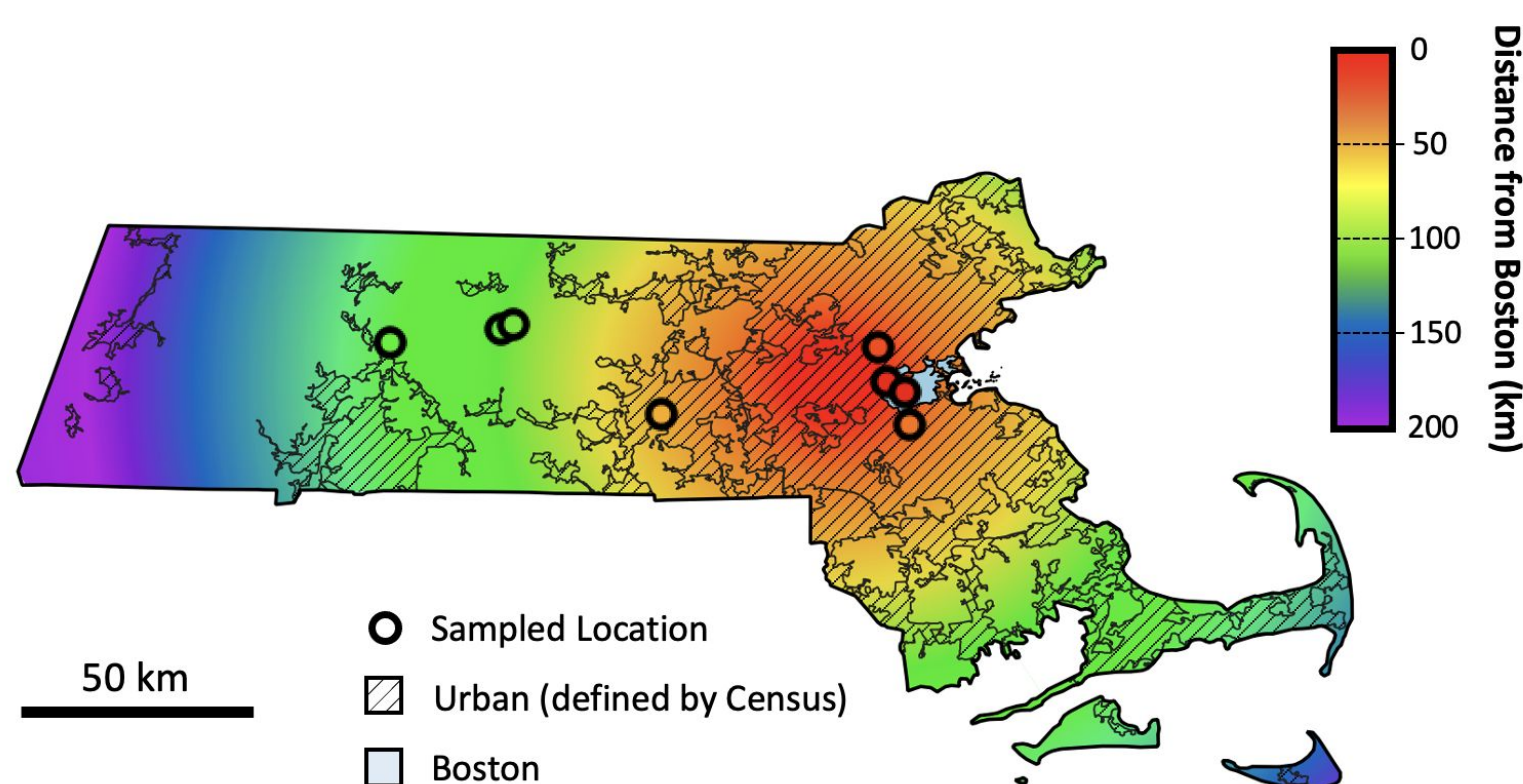 0
50
100
150
200
Distance from Boston (km)
Sampled Location
50 km
Urban (defined by Census)
Boston